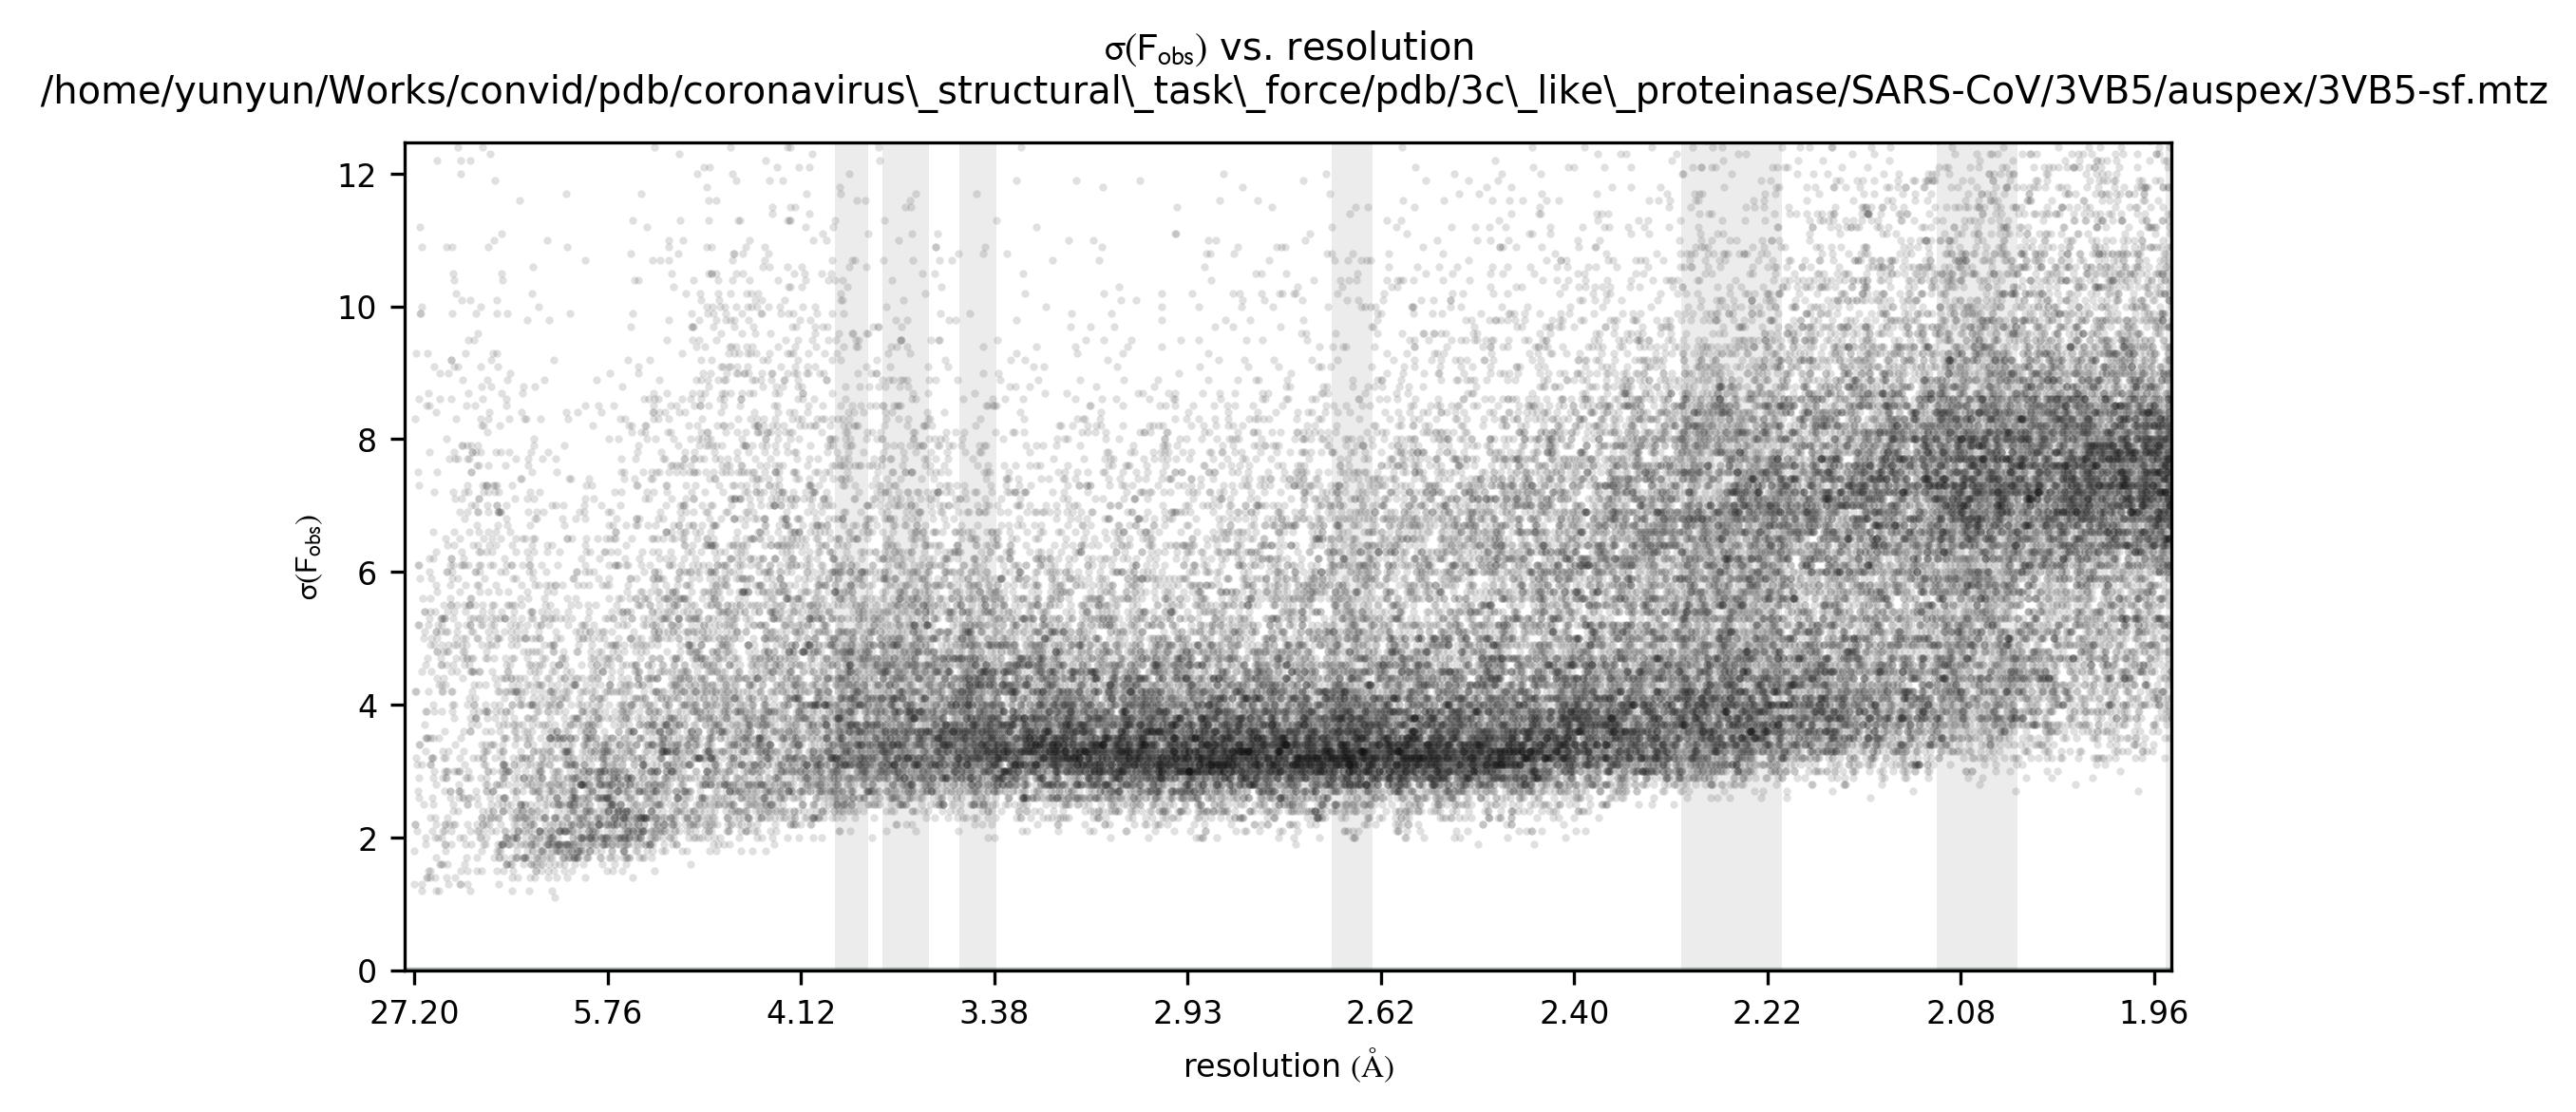 σ(Fobs) vs. resolution
/home/yunyun/Works/convid/pdb/coronavirus\_structural\_task\_force/pdb/3c\_like\_proteinase/SARS-CoV/3VB5/auspex/3VB5-sf.mtz
12
10
8
6
4
2
0
σ(Fobs)
27.20 5.76 4.12 3.38 2.93 2.62 2.40 2.22 2.08 1.96
resolution (Å)